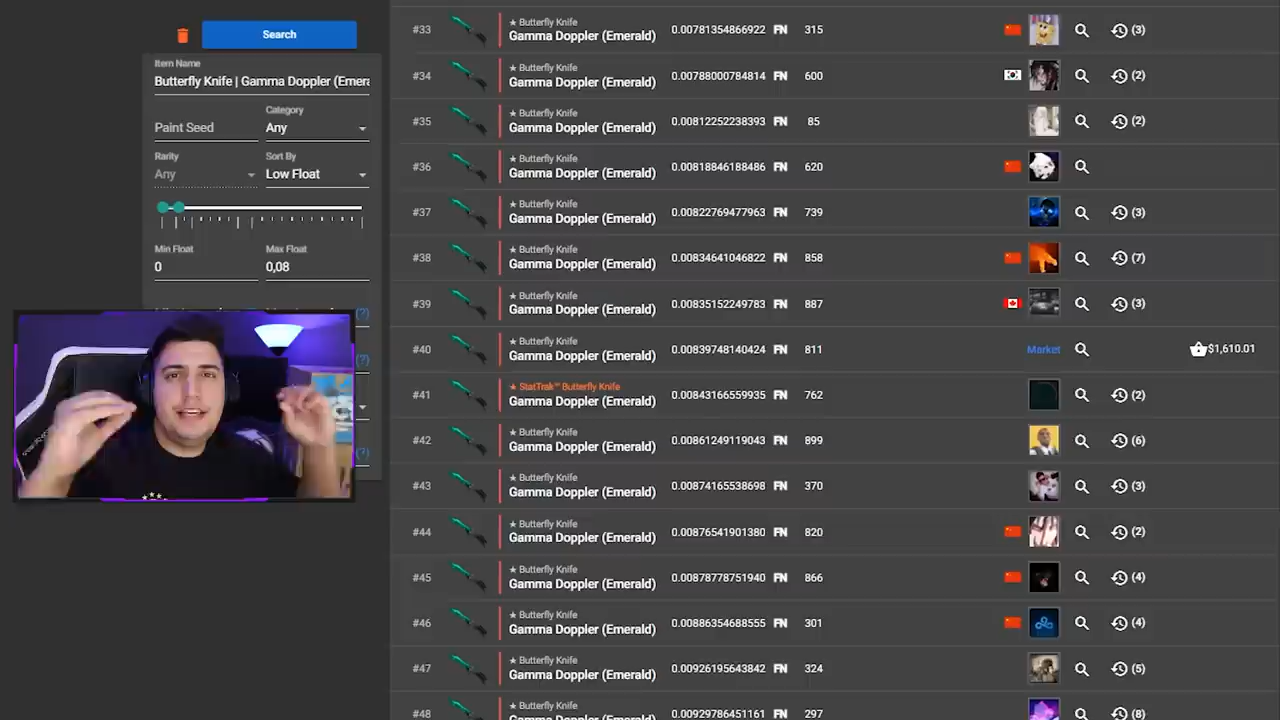 Search
Item Name
Butterfly Knife | Gamma Doppler (Emera
Paint Seed
Category
Any
Rarity
Any
Sort By
Low Float
Min Float
0
Max Float
0,08
(?)
(?)
(?)
#33 ★ Butterfly Knife
Gamma Doppler (Emerald) 0.00781354866922 FN 315 (3)
#34 ★ Butterfly Knife
Gamma Doppler (Emerald) 0.00788000784814 FN 600 (2)
#35 ★ Butterfly Knife
Gamma Doppler (Emerald) 0.00812252238393 FN 85 (2)
#36 ★ Butterfly Knife
Gamma Doppler (Emerald) 0.00818846188486 FN 620
#37 ★ Butterfly Knife
Gamma Doppler (Emerald) 0.00822769477963 FN 739 (3)
#38 ★ Butterfly Knife
Gamma Doppler (Emerald) 0.00834641046822 FN 858 (7)
#39 ★ Butterfly Knife
Gamma Doppler (Emerald) 0.00835152249783 FN 887 (3)
#40 ★ Butterfly Knife
Gamma Doppler (Emerald) 0.00839748140424 FN 811 Market $1,610.01
#41 ★ StatTrak™ Butterfly Knife
Gamma Doppler (Emerald) 0.00843166559935 FN 762 (2)
#42 ★ Butterfly Knife
Gamma Doppler (Emerald) 0.00861249119043 FN 899 (6)
#43 ★ Butterfly Knife
Gamma Doppler (Emerald) 0.00874165538698 FN 370 (3)
#44 ★ Butterfly Knife
Gamma Doppler (Emerald) 0.00876541901380 FN 820 (2)
#45 ★ Butterfly Knife
Gamma Doppler (Emerald) 0.00878778751940 FN 866 (4)
#46 ★ Butterfly Knife
Gamma Doppler (Emerald) 0.00886354688555 FN 301 (4)
#47 ★ Butterfly Knife
Gamma Doppler (Emerald) 0.00926195643842 FN 324 (5)
#48 ★ Butterfly Knife
Gamma Doppler (Emerald) 0.00929786451161 FN 297 (8)